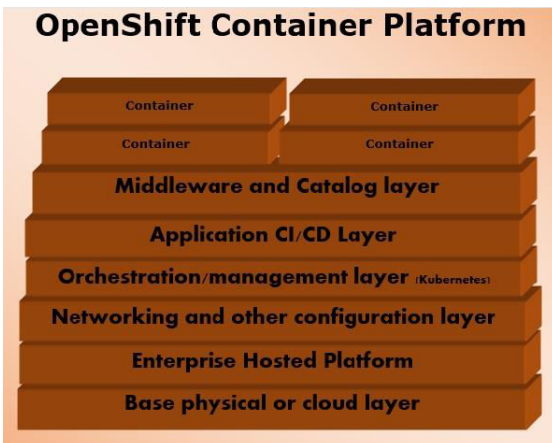 OpenShift Container Platform
Container Container
Container Container
Middleware and Catalog layer
Application CI/CD Layer
Orchestration/management layer (Kubernetes)
Networking and other configuration layer
Enterprise Hosted Platform
Base physical or cloud layer